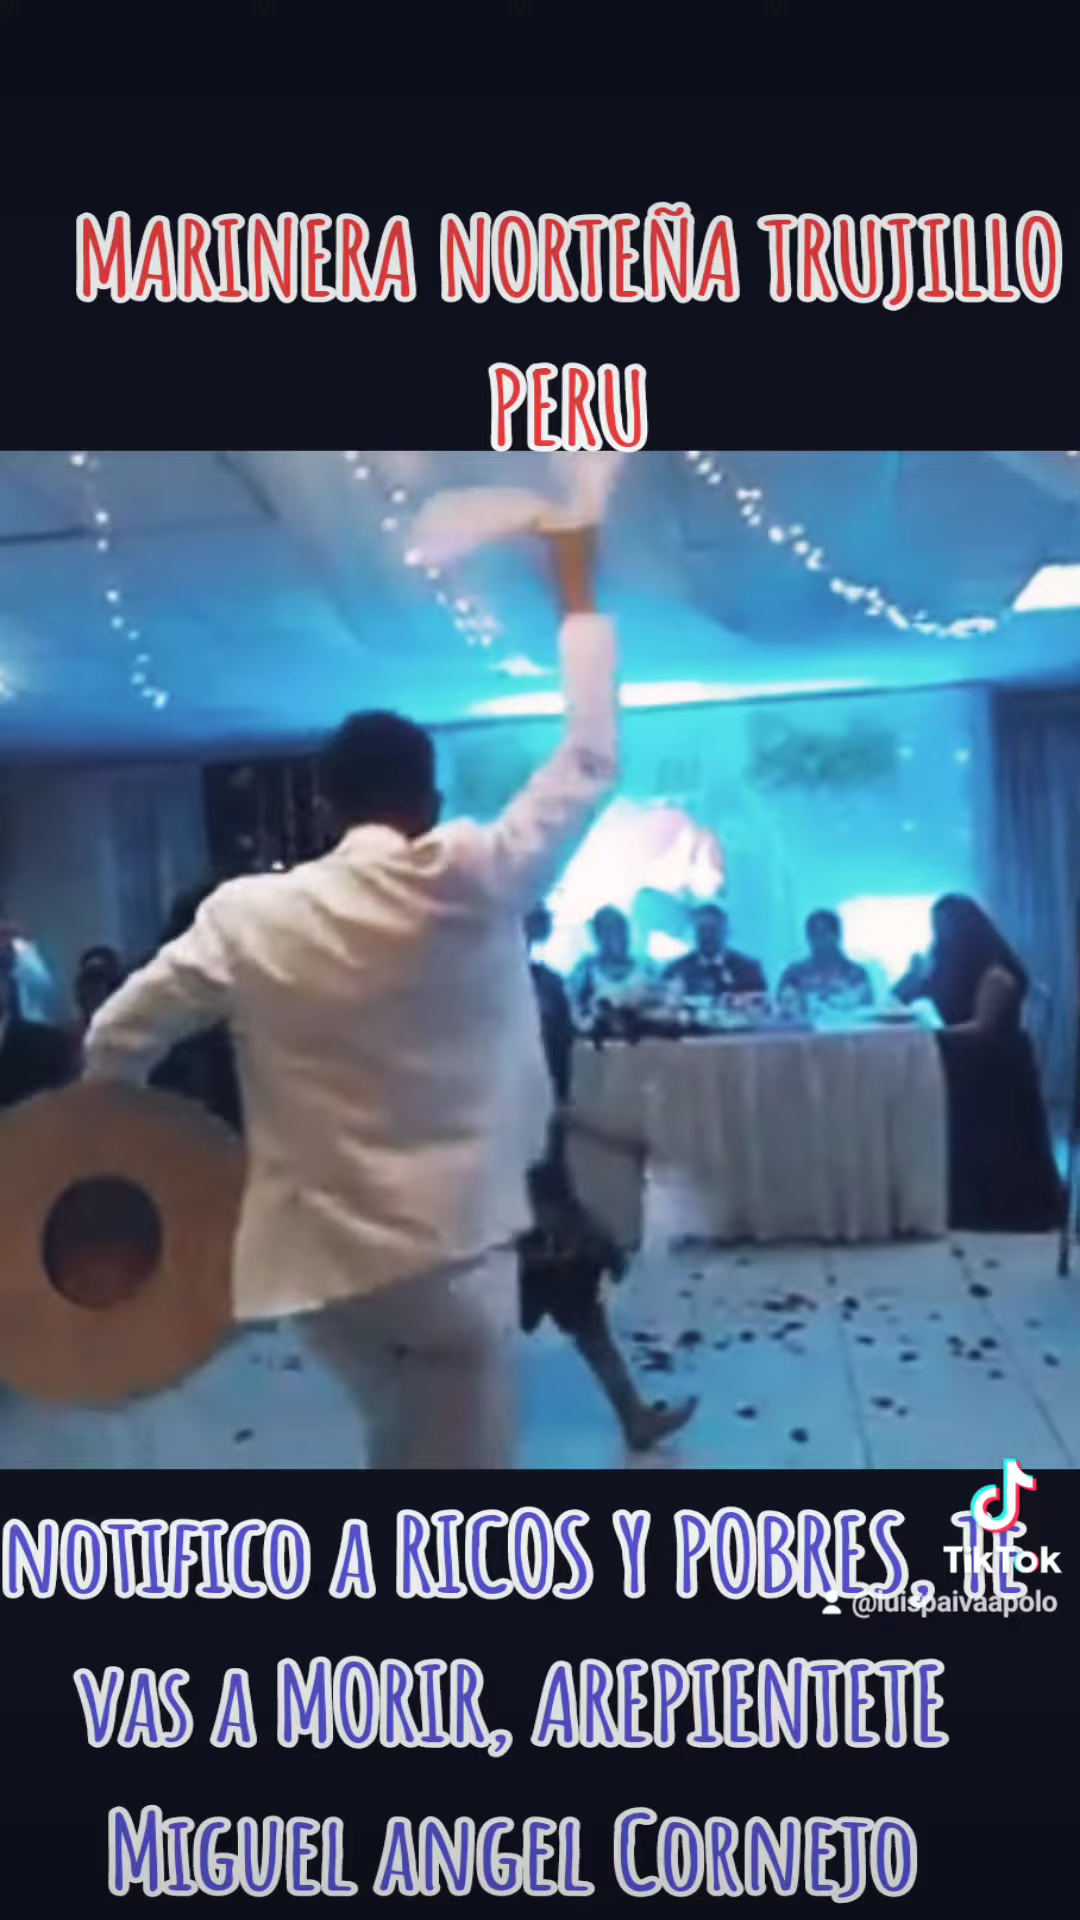 MARINERA NORTEÑA TRUJILLO
PERU
NOTIFICO A RICOS Y POBRES, TE
VAS A MORIR, AREPIENTETE
MIGUEL ANGEL CORNEJO
TikTok
@luispaivaapolo